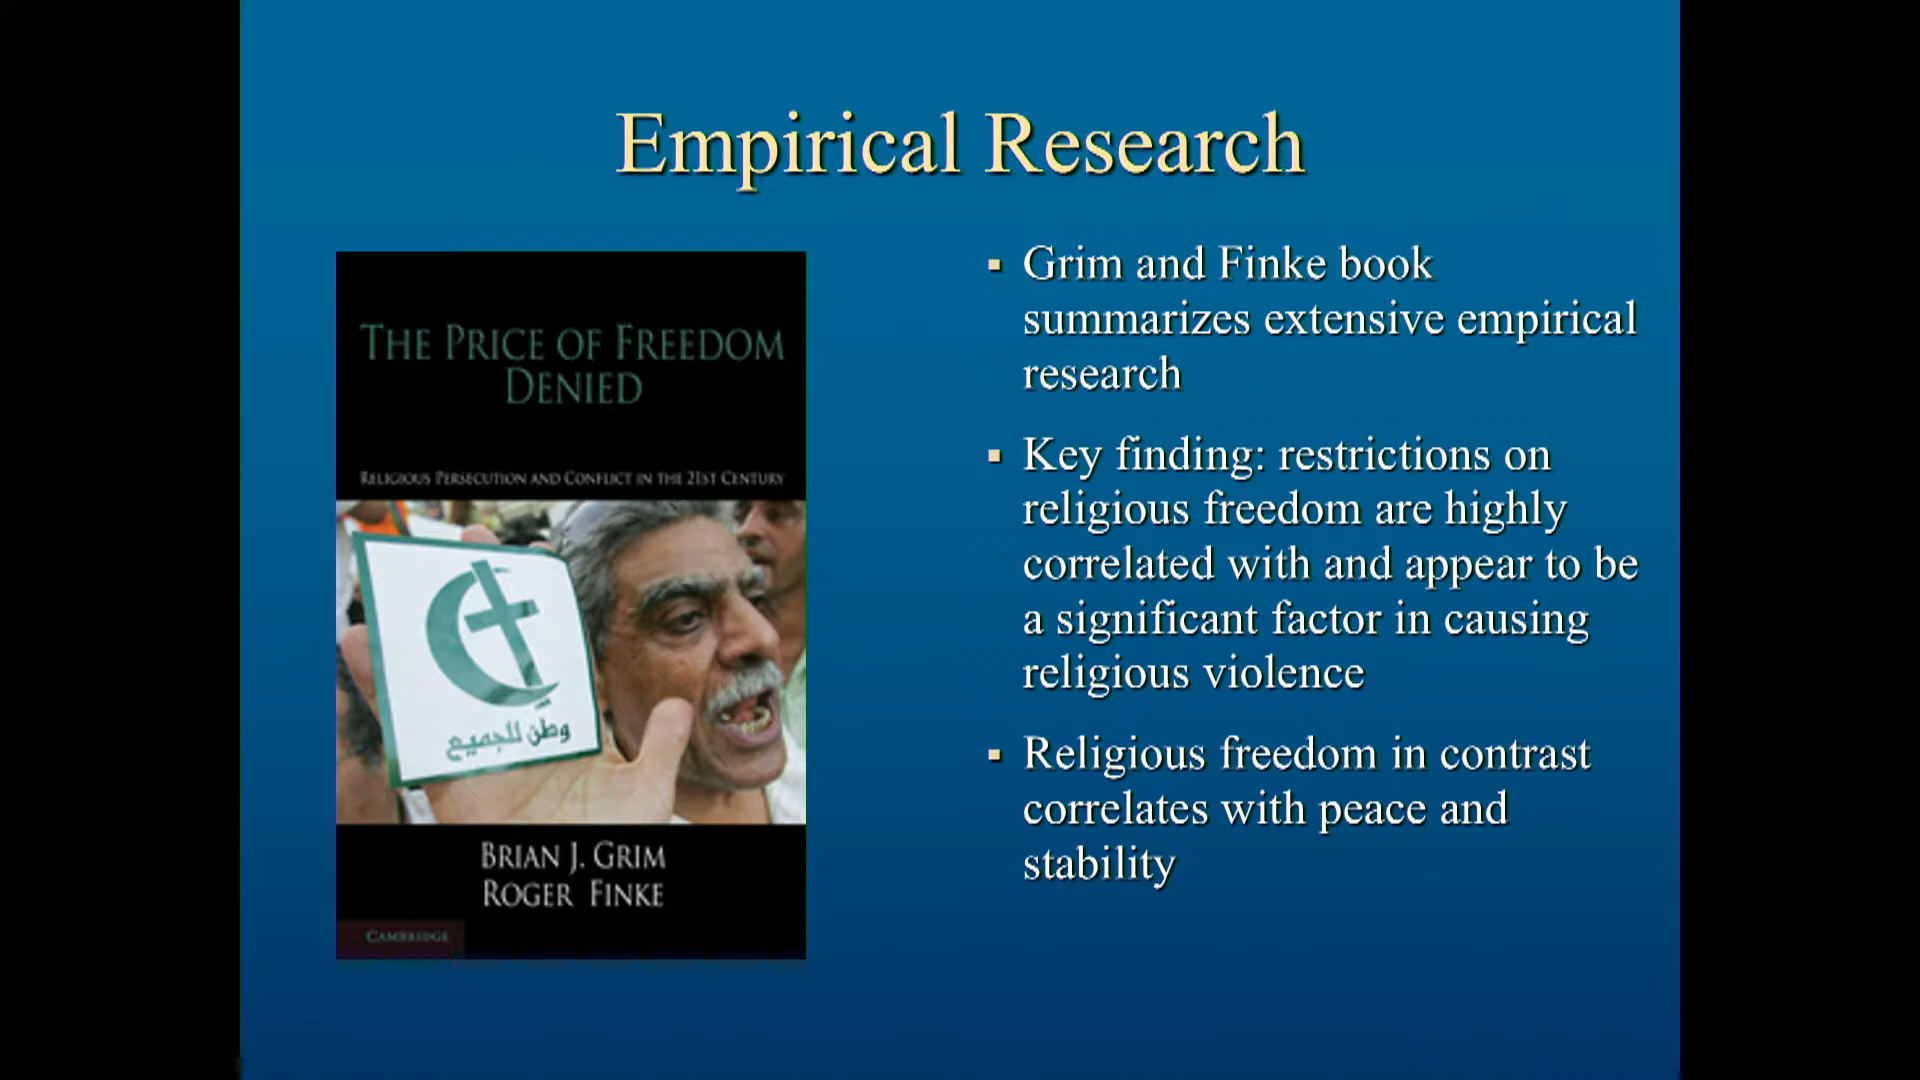 Empirical Research
THE PRICE OF FREEDOM
DENIED
RELIGIOUS PERSECUTION AND CONFLICT IN THE 21ST CENTURY
وطن للجميع
BRIAN J. GRIM
ROGER FINKE
CAMBRIDGE
▪ Grim and Finke book
summarizes extensive empirical
research
▪ Key finding: restrictions on
religious freedom are highly
correlated with and appear to be
a significant factor in causing
religious violence
▪ Religious freedom in contrast
correlates with peace and
stability